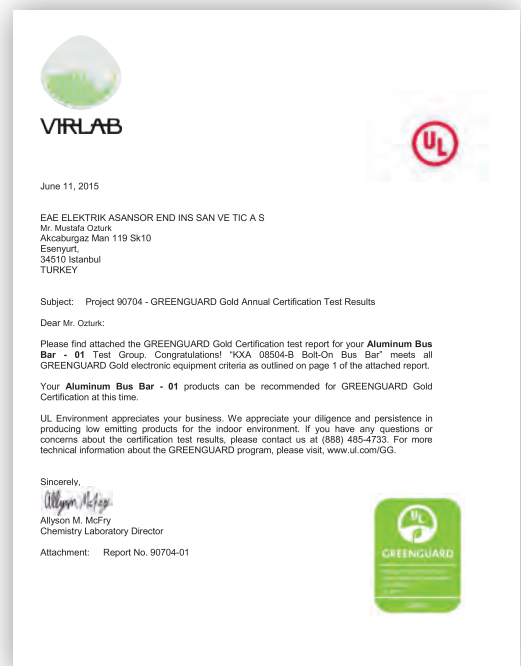 VIRLAB
UL
June 11, 2015
EAE ELEKTRIK ASANSOR END INS SAN VE TIC A S
Mr. Mustafa Ozturk
Akcaburgaz Man 119 Sk10
Esenyurt,
34510 Istanbul
TURKEY
Subject: Project 90704 - GREENGUARD Gold Annual Certification Test Results
Dear Mr. Ozturk:
Please find attached the GREENGUARD Gold Certification test report for your Aluminum Bus
Bar - 01 Test Group. Congratulations! "KXA 08504-B Bolt-On Bus Bar" meets all
GREENGUARD Gold electronic equipment criteria as outlined on page 1 of the attached report.
Your Aluminum Bus Bar - 01 products can be recommended for GREENGUARD Gold
Certification at this time.
UL Environment appreciates your business. We appreciate your diligence and persistence in
producing low emitting products for the indoor environment. If you have any questions or
concerns about the certification test results, please contact us at (888) 485-4733. For more
technical information about the GREENGUARD program, please visit, www.ul.com/GG.
Sincerely,
Allyson McFry
Allyson M. McFry
Chemistry Laboratory Director
Attachment: Report No. 90704-01
UL
GREENGUARD